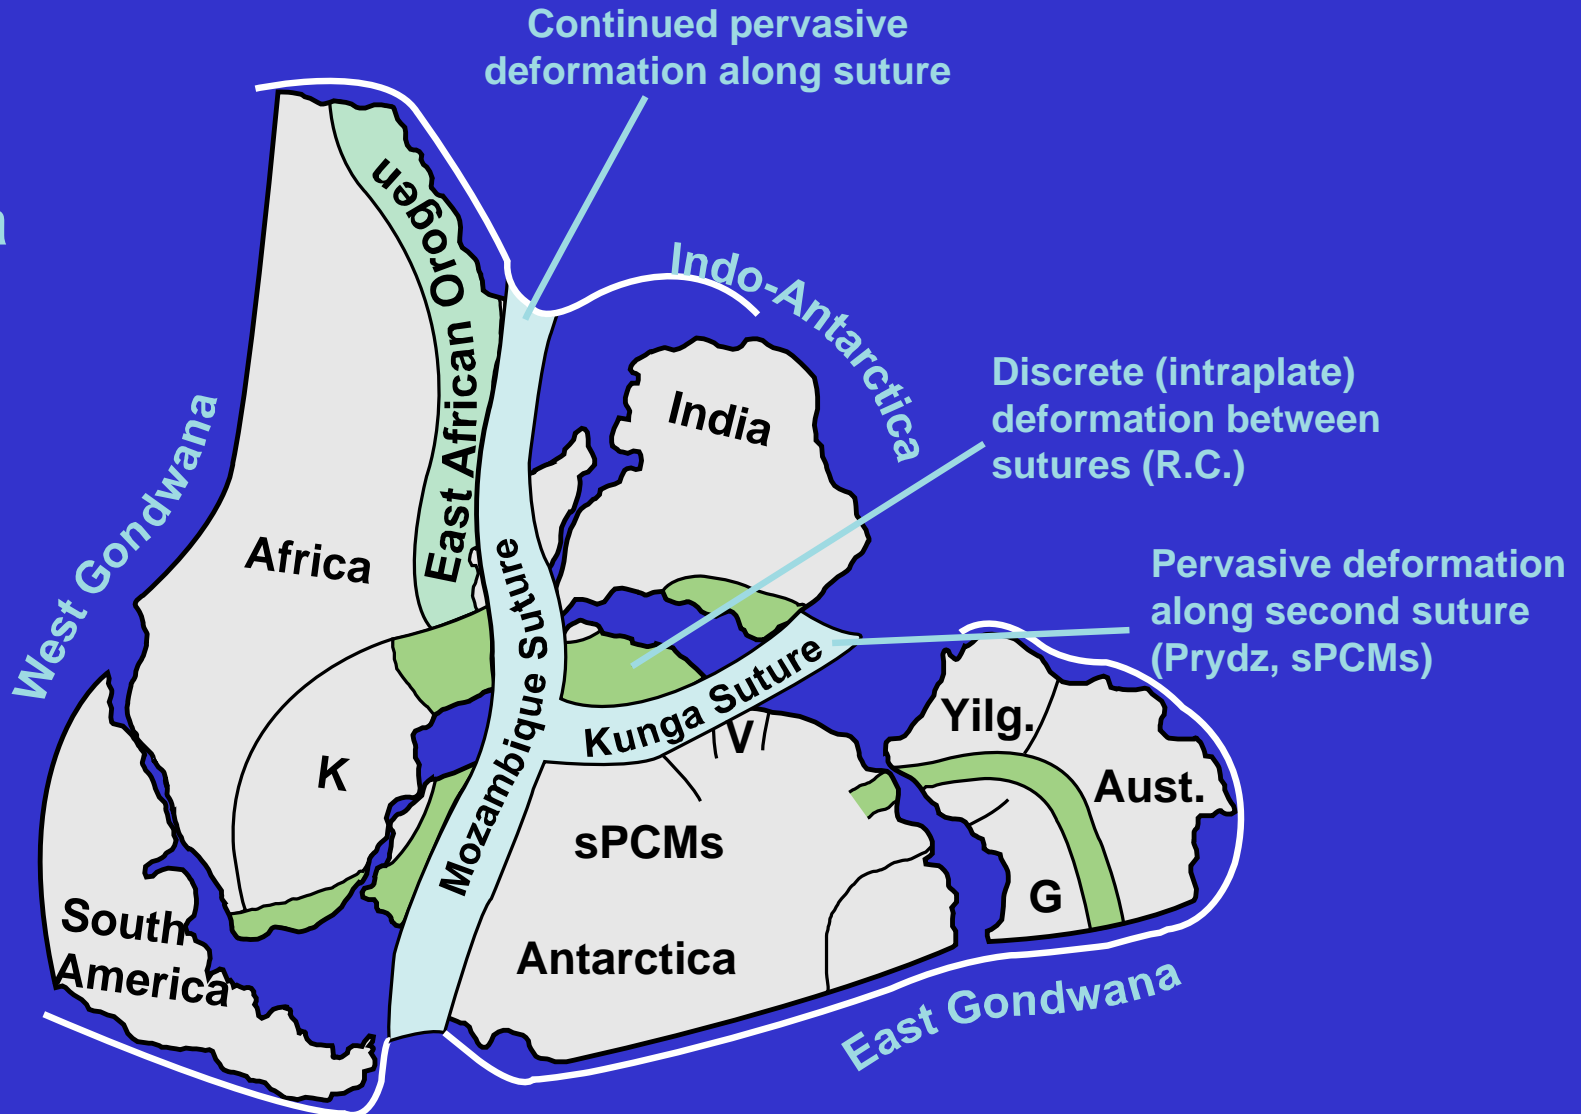 Continued pervasive
deformation along suture
East African Orogen
Indo-Antarctica
India
Discrete (intraplate)
deformation between
sutures (R.C.)
West Gondwana
Africa
Mozambique Suture
Pervasive deformation
along second suture
(Prydz, sPCMs)
Kunga Suture
V
Yilg.
K
Aust.
sPCMs
G
South
America
Antarctica
East Gondwana